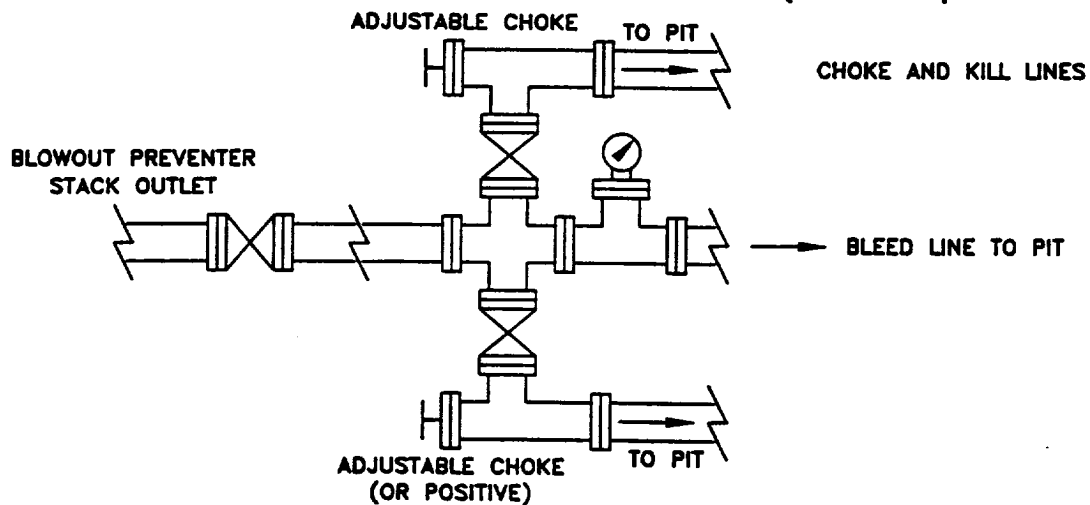 ADJUSTABLE CHOKE
TO PIT
CHOKE AND KILL LINES
BLOWOUT PREVENTER
STACK OUTLET
BLEED LINE TO PIT
ADJUSTABLE CHOKE
(OR POSITIVE)
TO PIT